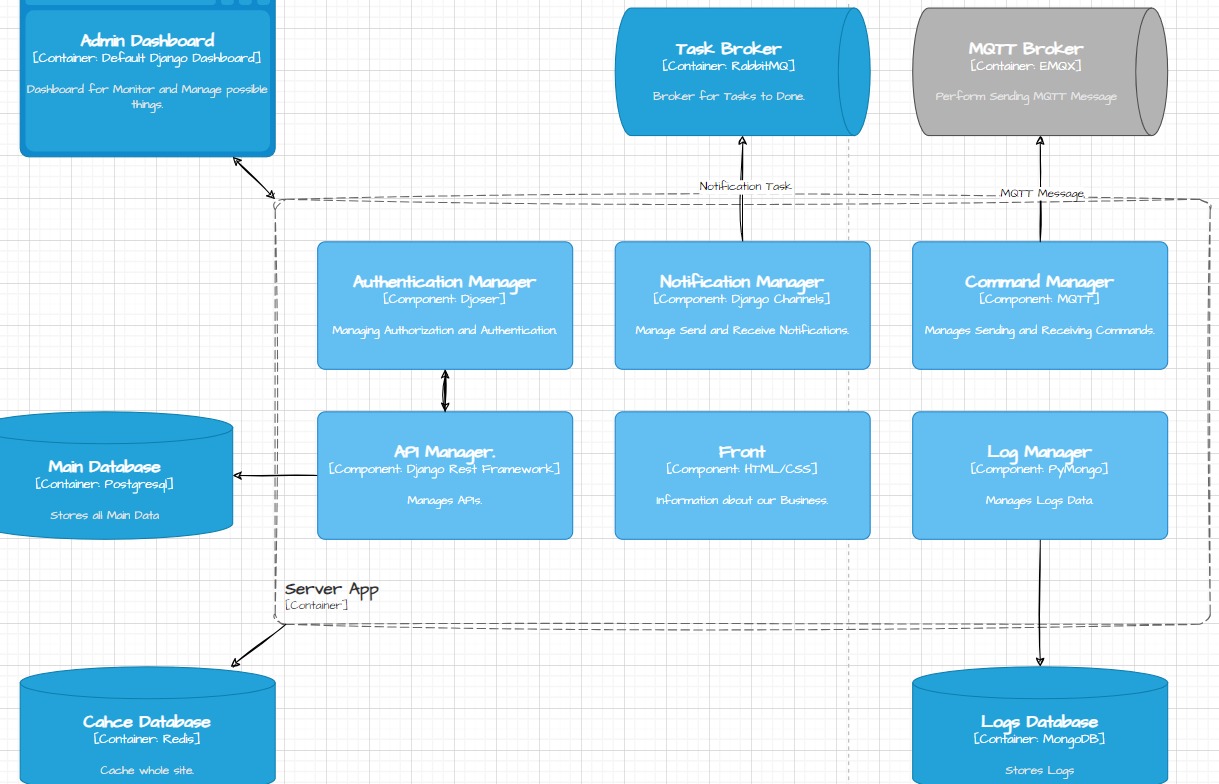 Admin Dashboard
[Container: Default Django Dashboard]
Dashboard for Monitor and Manage possible
things.
Task Broker
[Container: RabbitMQ]
Broker for Tasks to Done.
MQTT Broker
[Container: EMQX]
Perform Sending MQTT Message
Notification Task
MQTT Message
Authentication Manager
[Component: Djoser]
Managing Authorization and Authentication.
Notification Manager
[Component: Django Channels]
Manage Send and Receive Notifications.
Command Manager
[Component: MQTT]
Manages Sending and Receiving Commands.
Main Database
[Container: Postgresql]
Stores all Main Data
API Manager.
[Component: Django Rest Framework]
Manages APIs.
Front
[Component: HTML/CSS]
Information about our Business.
Log Manager
[Component: PyMongo]
Manages Logs Data.
Server App
[Container]
Cahce Database
[Container: Redis]
Cache whole site.
Logs Database
[Container: MongoDB]
Stores Logs